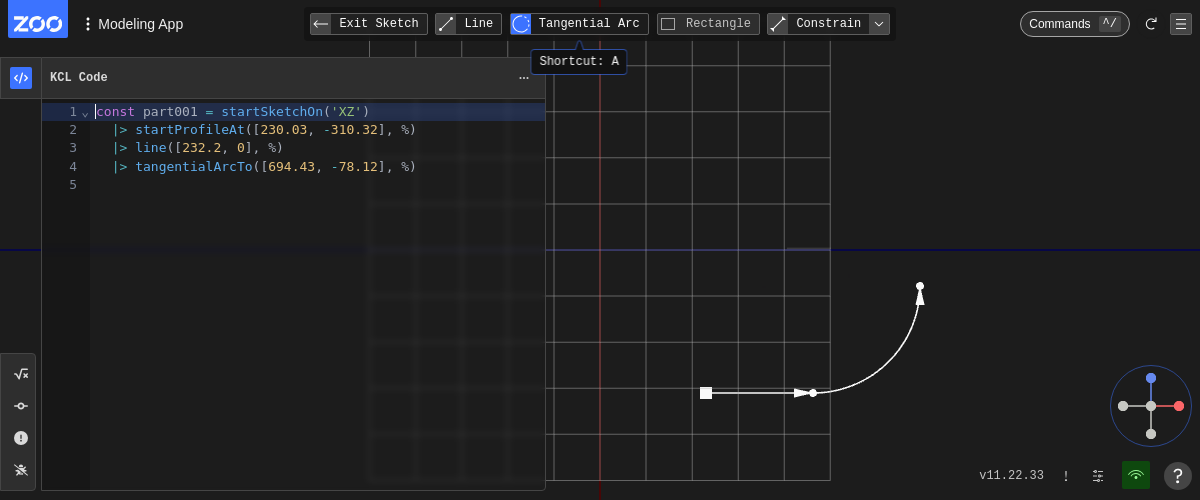 ZOO
Modeling App
Exit Sketch
Line
Tangential Arc
Rectangle
Constrain
Commands ^/
Shortcut: A
KCL Code
1 const part001 = startSketchOn('XZ')
2 |> startProfileAt([230.03, -310.32], %)
3 |> line([232.2, 0], %)
4 |> tangentialArcTo([694.43, -78.12], %)
5
v11.22.33
!
?